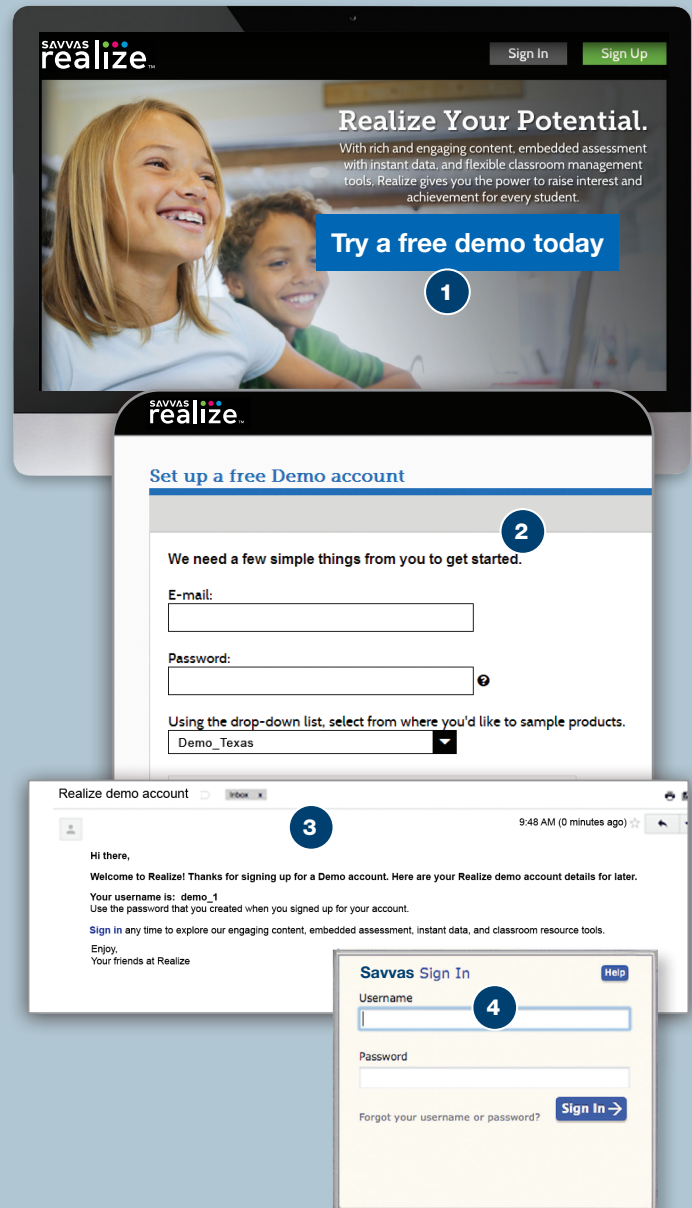 SAVVAS
realize™
Sign In
Sign Up
Realize Your Potential.
With rich and engaging content, embedded assessment
with instant data, and flexible classroom management
tools, Realize gives you the power to raise interest and
achievement for every student.
Try a free demo today
1
SAVVAS
realize™
Set up a free Demo account
2
We need a few simple things from you to get started.
E-mail:
Password:
?
Using the drop-down list, select from where you'd like to sample products.
Demo_Texas
Realize demo account
Inbox x
3
9:48 AM (0 minutes ago)
Hi there,
Welcome to Realize! Thanks for signing up for a Demo account. Here are your Realize demo account details for later.
Your username is: demo_1
Use the password that you created when you signed up for your account.
Sign in any time to explore our engaging content, embedded assessment, instant data, and classroom resource tools.
Enjoy,
Your friends at Realize
Savvas Sign In
Help
4
Username
Password
Forgot your username or password?
Sign In →